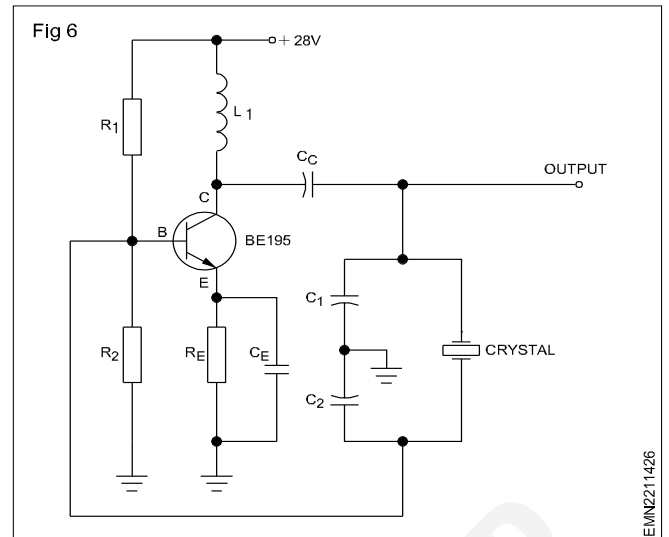 Fig 6
+ 28V
R1
L1
CC
OUTPUT
C
B
BE195
E
C1
R2
RE
CE
CRYSTAL
C2
EMN2211426